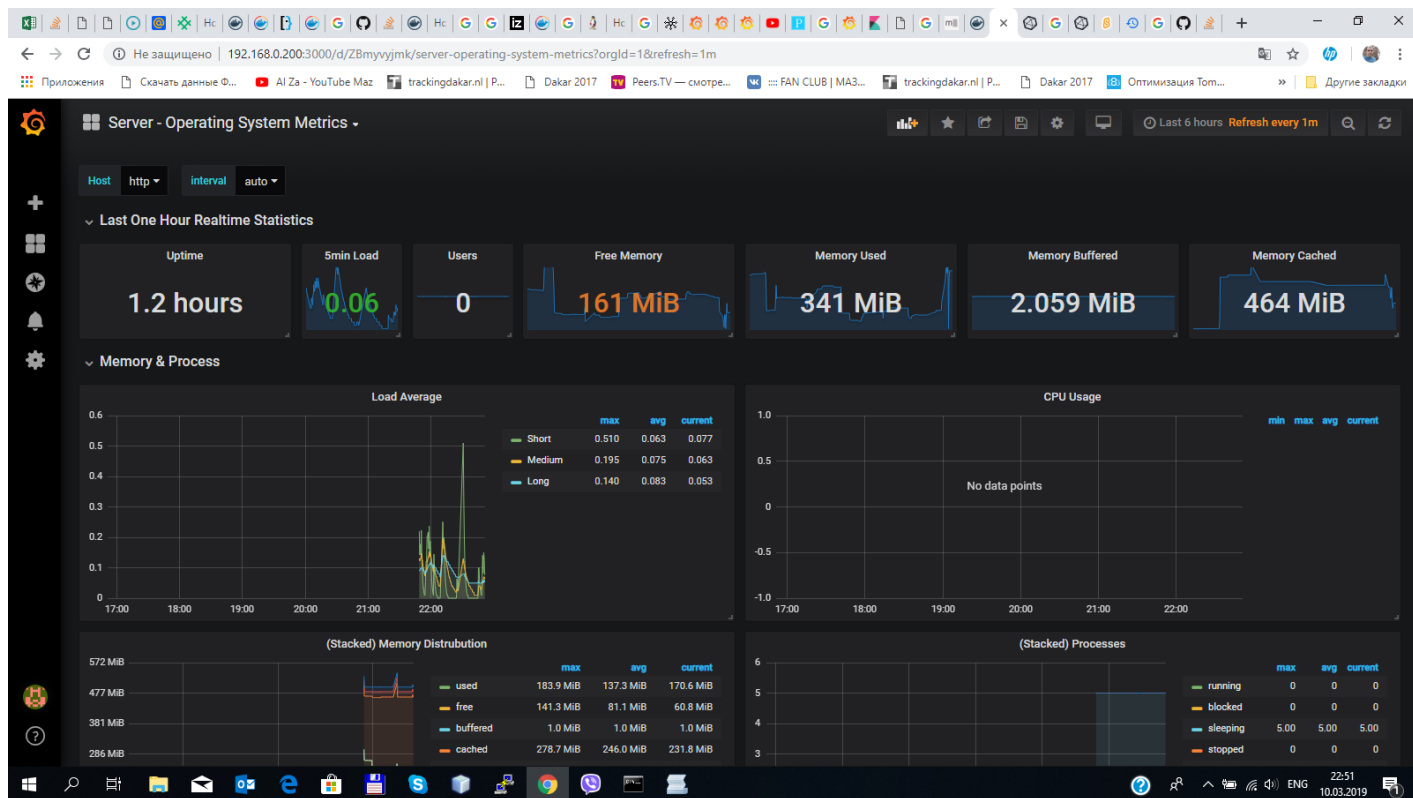 Hc
Hc
Hc
Не защищено
192.168.0.200:3000/d/ZBmyvyjmk/server-operating-system-metrics?orgId=1&refresh=1m
Приложения Скачать данные Ф... Al Za - YouTube Maz trackingdakar.nl | P... Dakar 2017 Peers.TV — смотре... :::: FAN CLUB | МАЗ... trackingdakar.nl | P... Dakar 2017 Оптимизация Tom... » Другие закладки
Server - Operating System Metrics
Last 6 hours Refresh every 1m
Host http interval auto
Last One Hour Realtime Statistics
Uptime 5min Load Users Free Memory Memory Used Memory Buffered Memory Cached
1.2 hours 0.06 0 161 MiB 341 MiB 2.059 MiB 464 MiB
Memory & Process
Load Average
0.6
0.5
0.4
0.3
0.2
0.1
0
17:00 18:00 19:00 20:00 21:00 22:00
max avg current
Short 0.510 0.063 0.077
Medium 0.195 0.075 0.063
Long 0.140 0.083 0.053
CPU Usage
1.0
0.5
0
-0.5
-1.0
No data points
17:00 18:00 19:00 20:00 21:00 22:00
min max avg current
(Stacked) Memory Distrubution
572 MiB
477 MiB
381 MiB
286 MiB
max avg current
used 183.9 MiB 137.3 MiB 170.6 MiB
free 141.3 MiB 81.1 MiB 60.8 MiB
buffered 1.0 MiB 1.0 MiB 1.0 MiB
cached 278.7 MiB 246.0 MiB 231.8 MiB
(Stacked) Processes
6
5
4
3
max avg current
running 0 0 0
blocked 0 0 0
sleeping 5.00 5.00 5.00
stopped 0 0 0
ENG
22:51
10.03.2019